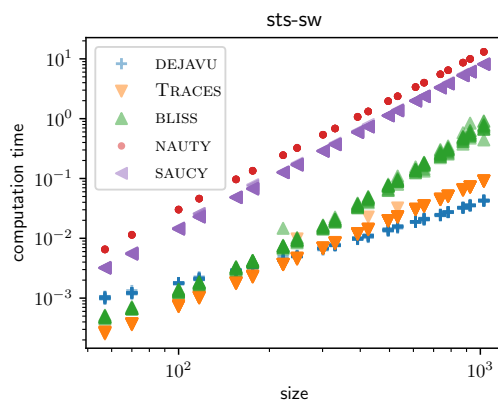 sts-sw
computation time
10¹
10⁰
10⁻¹
10⁻²
10⁻³
DEJAVU
TRACES
BLISS
NAUTY
SAUCY
10² 10³
size